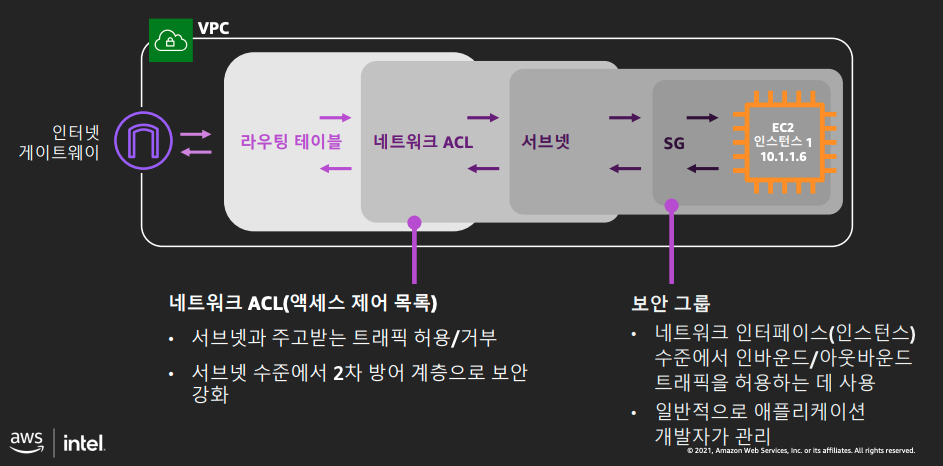 VPC
인터넷
게이트웨이
라우팅 테이블
네트워크 ACL
서브넷
SG
EC2
인스턴스 1
10.1.1.6
네트워크 ACL(액세스 제어 목록)
• 서브넷과 주고받는 트래픽 허용/거부
• 서브넷 수준에서 2차 방어 계층으로 보안
강화
보안 그룹
• 네트워크 인터페이스(인스턴스)
수준에서 인바운드/아웃바운드
트래픽을 허용하는 데 사용
• 일반적으로 애플리케이션
개발자가 관리
aws
intel.
© 2021, Amazon Web Services, Inc. or its affiliates. All rights reserved.